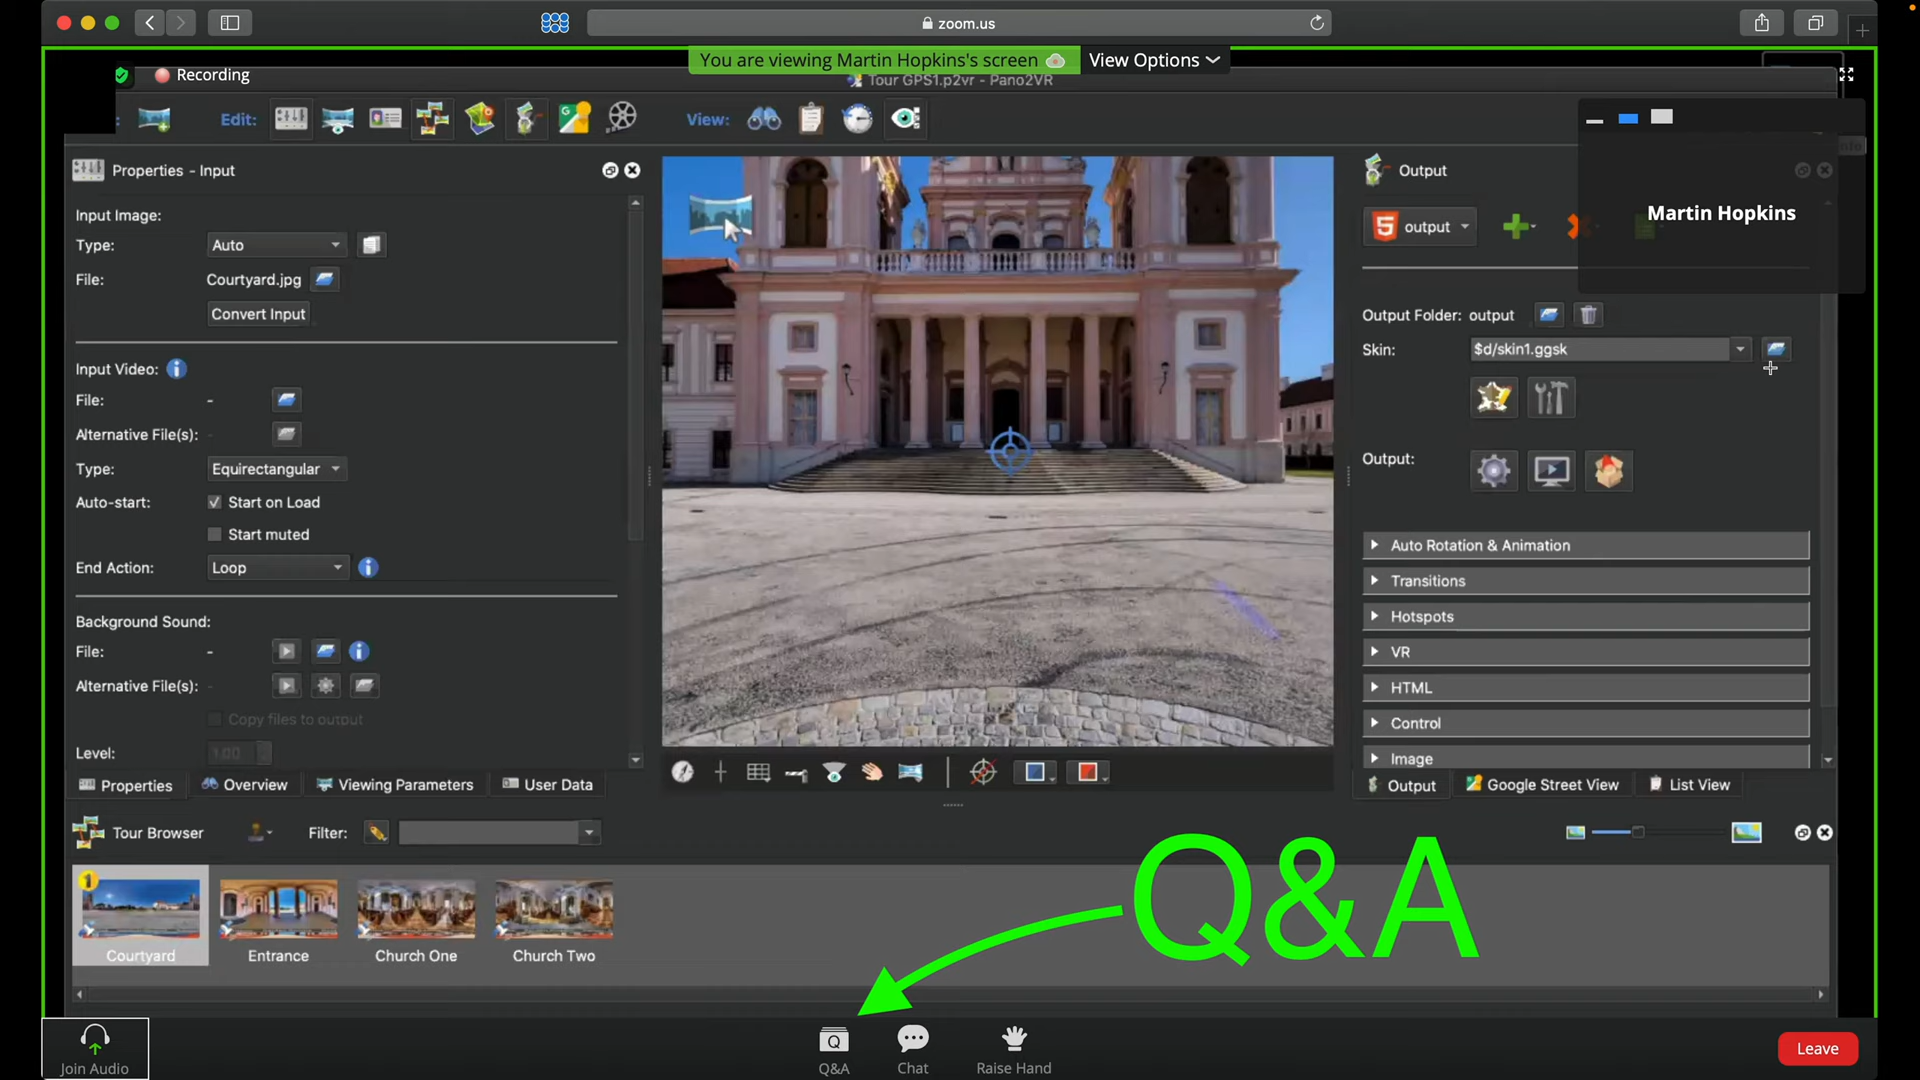 zoom.us
You are viewing Martin Hopkins's screen
View Options
Recording
Tour GPS1.p2vr - Pano2VR
Edit:
View:
Properties - Input
Output
Martin Hopkins
Input Image:
Type: Auto
File: Courtyard.jpg
Convert Input
Input Video:
File: -
Alternative File(s): -
Type: Equirectangular
Auto-start: Start on Load
Start muted
End Action: Loop
Background Sound:
File: -
Alternative File(s): -
Copy files to output
Level: 1.00
5 output
Output Folder: output
Skin: $d/skin1.ggsk
Output:
Auto Rotation & Animation
Transitions
Hotspots
VR
HTML
Control
Image
Properties Overview Viewing Parameters User Data
Output Google Street View List View
Tour Browser Filter:
1
Courtyard Entrance Church One Church Two
Q&A
Join Audio
Q
Q&A
Chat
Raise Hand
Leave